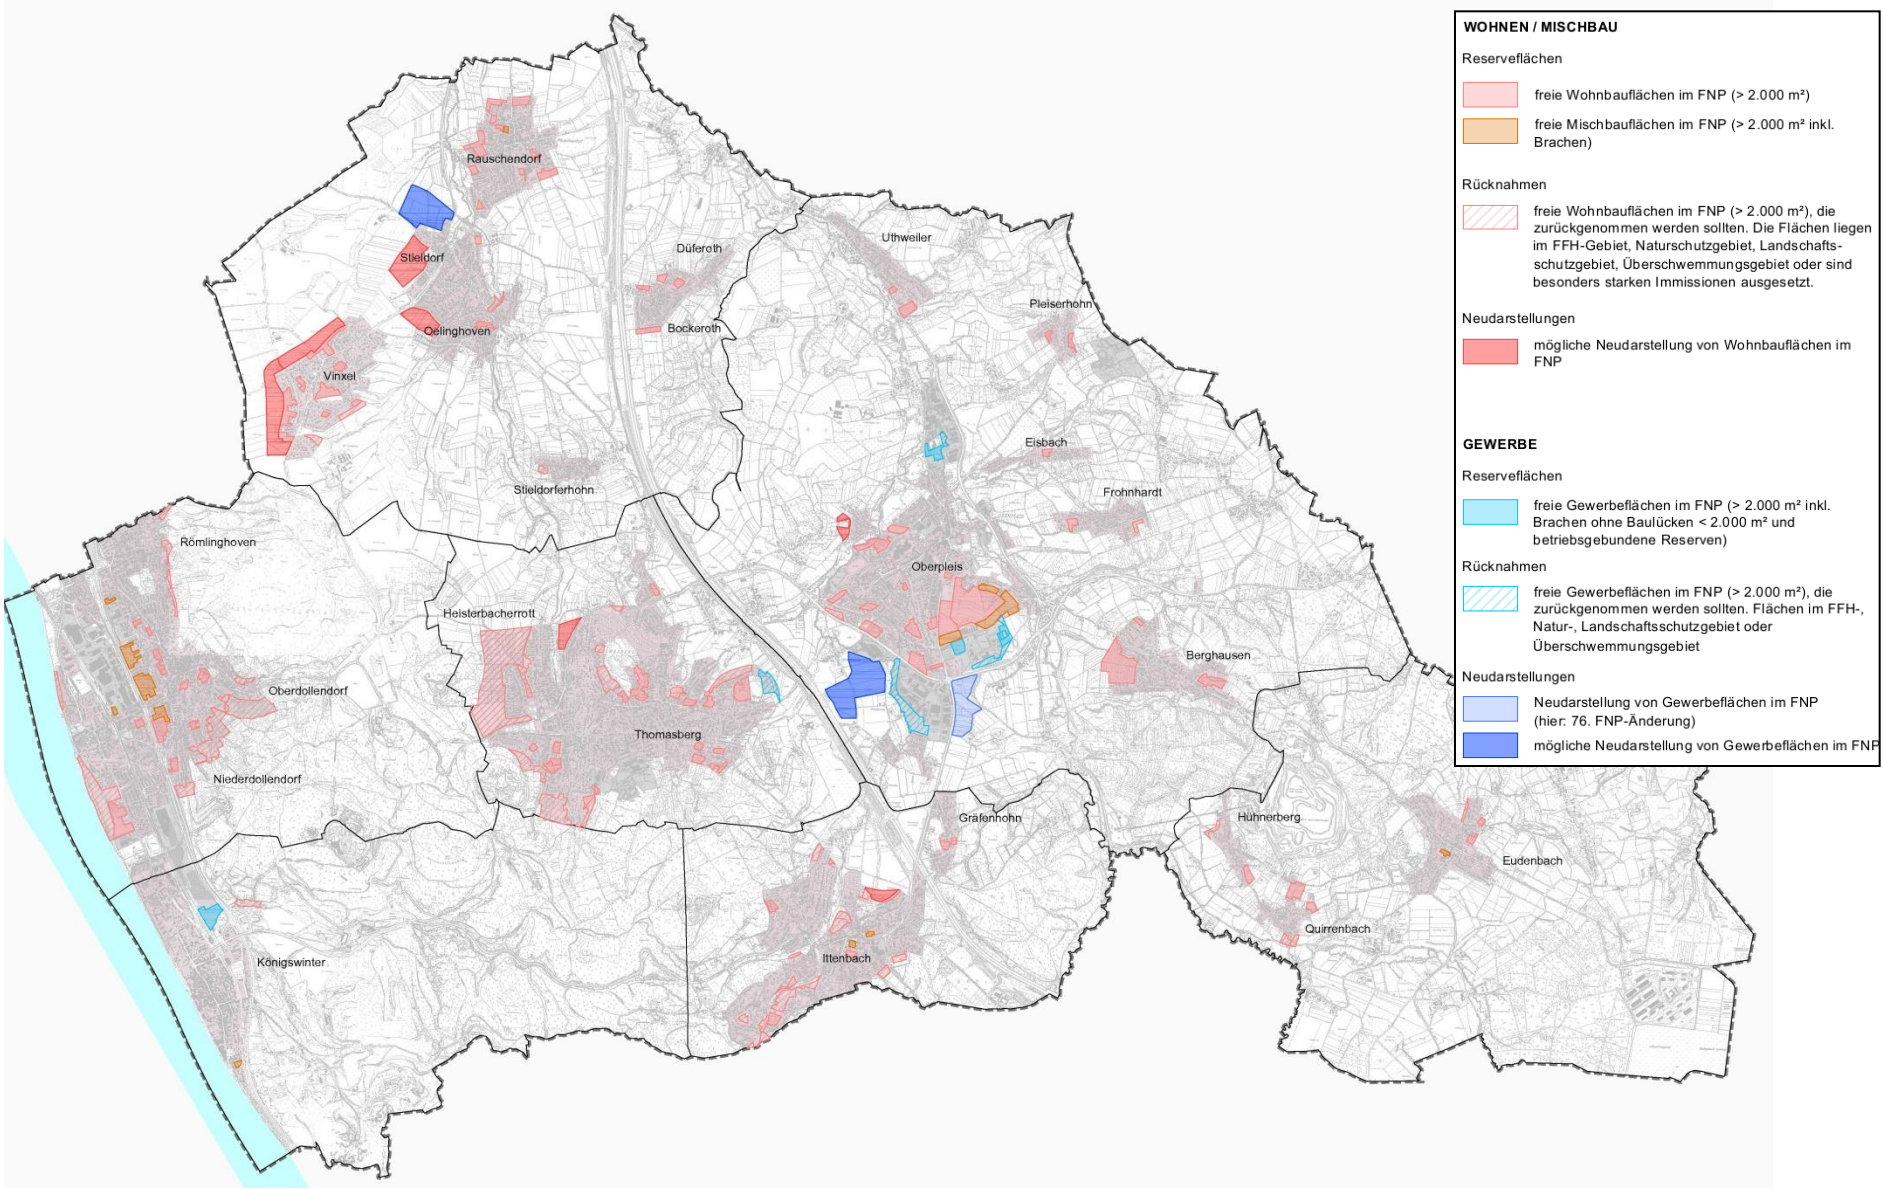 WOHNEN / MISCHBAU
Reserveflächen
freie Wohnbauflächen im FNP (> 2.000 m²)
freie Mischbauflächen im FNP (> 2.000 m² inkl.
Brachen)
Rücknahmen
freie Wohnbauflächen im FNP (> 2.000 m²), die
zurückgenommen werden sollten. Die Flächen liegen
im FFH-Gebiet, Naturschutzgebiet, Landschafts-
schutzgebiet, Überschwemmungsgebiet oder sind
besonders starken Immissionen ausgesetzt.
Neudarstellungen
mögliche Neudarstellung von Wohnbauflächen im
FNP
GEWERBE
Reserveflächen
freie Gewerbeflächen im FNP (> 2.000 m² inkl.
Brachen ohne Baulücken < 2.000 m² und
betriebsgebundene Reserven)
Rücknahmen
freie Gewerbeflächen im FNP (> 2.000 m²), die
zurückgenommen werden sollten. Flächen im FFH-,
Natur-, Landschaftsschutzgebiet oder
Überschwemmungsgebiet
Neudarstellungen
Neudarstellung von Gewerbeflächen im FNP
(hier: 76. FNP-Änderung)
mögliche Neudarstellung von Gewerbeflächen im FNP
Rauschendorf
Uthweiler
Düferoth
Stieldorf
Pleiserhohn
Bockeroth
Oelinghoven
Vinxel
Eisbach
Stieldorferhohn
Frohnhardt
Römlinghoven
Oberpleis
Heisterbacherrott
Berghausen
Oberdollendorf
Thomasberg
Niederdollendorf
Gräfenhohn
Hühnerberg
Eudenbach
Quirrenbach
Ittenbach
Königswinter